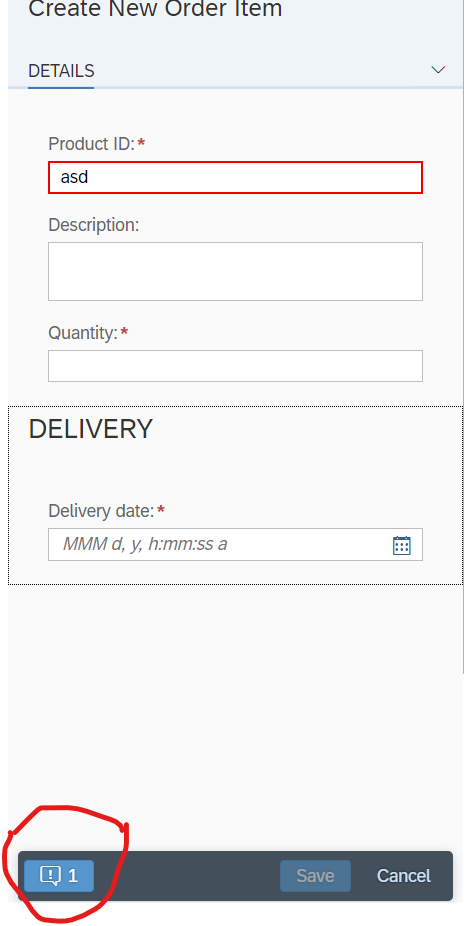 Create New Order Item
DETAILS
Product ID:*
asd
Description:
Quantity:*
DELIVERY
Delivery date:*
MMM d, y, h:mm:ss a
1 Save Cancel